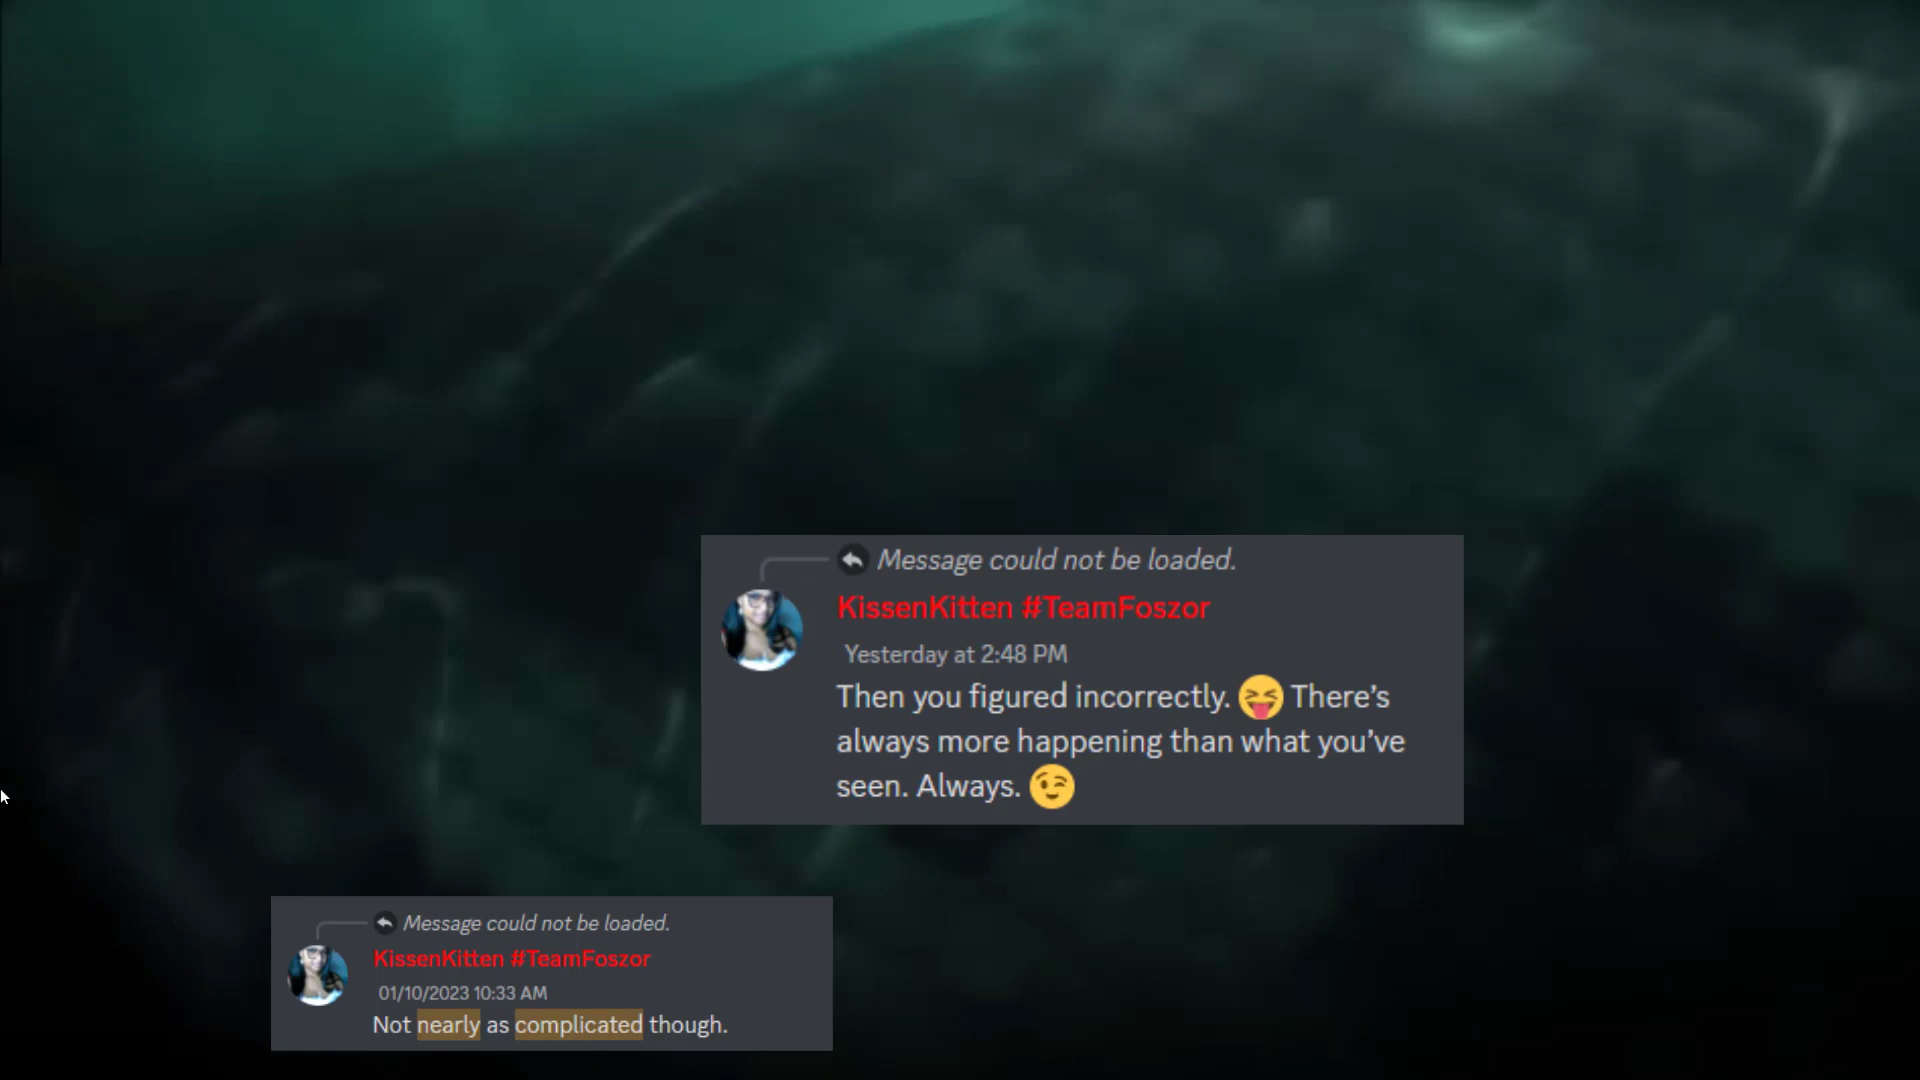 Message could not be loaded.
KissenKitten #TeamFoszor
Yesterday at 2:48 PM
Then you figured incorrectly. 😝 There’s
always more happening than what you’ve
seen. Always. 😉
Message could not be loaded.
KissenKitten #TeamFoszor
01/10/2023 10:33 AM
Not nearly as complicated though.